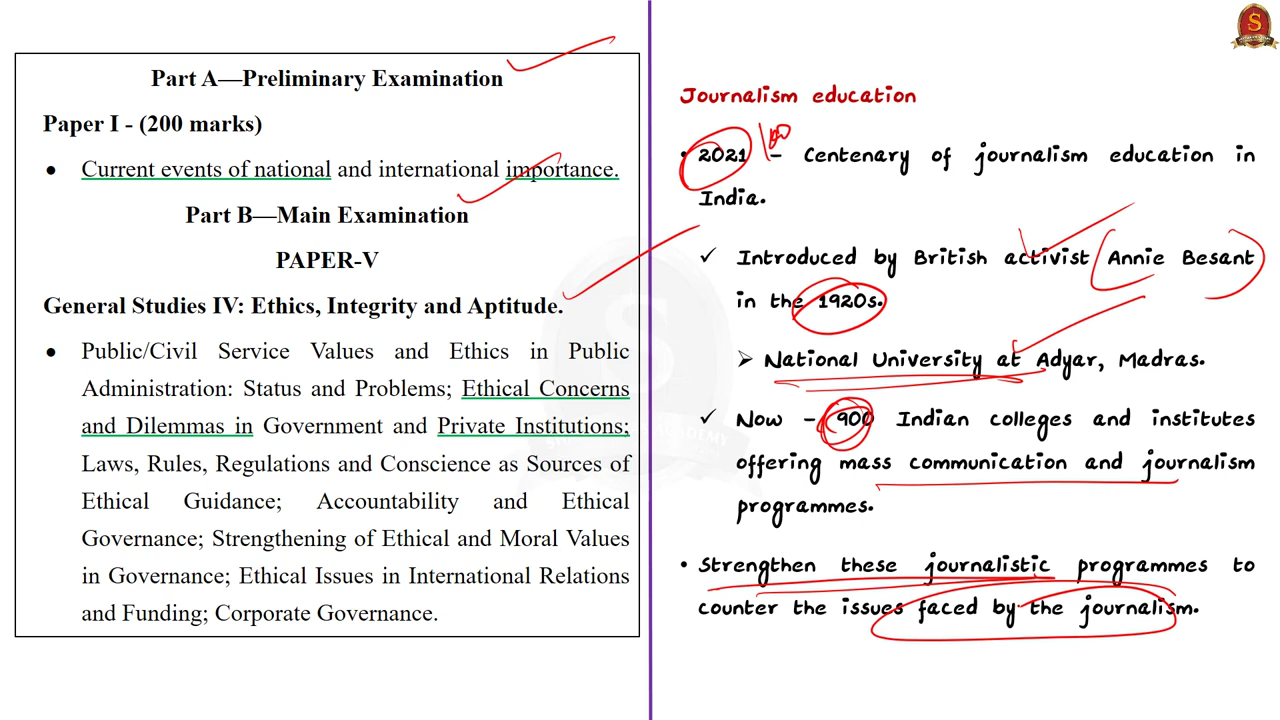 Part A—Preliminary Examination
Paper I - (200 marks)
● Current events of national and international importance.
Part B—Main Examination
PAPER-V
General Studies IV: Ethics, Integrity and Aptitude.
● Public/Civil Service Values and Ethics in Public
Administration: Status and Problems; Ethical Concerns
and Dilemmas in Government and Private Institutions;
Laws, Rules, Regulations and Conscience as Sources of
Ethical Guidance; Accountability and Ethical
Governance; Strengthening of Ethical and Moral Values
in Governance; Ethical Issues in International Relations
and Funding; Corporate Governance.
Journalism education
• 2021 – Centenary of journalism education in
India.
✓ Introduced by British activist Annie Besant
in the 1920s.
➢ National University at Adyar, Madras.
✓ Now – 900 Indian colleges and institutes
offering mass communication and journalism
programmes.
• Strengthen these journalistic programmes to
counter the issues faced by the journalism.
S